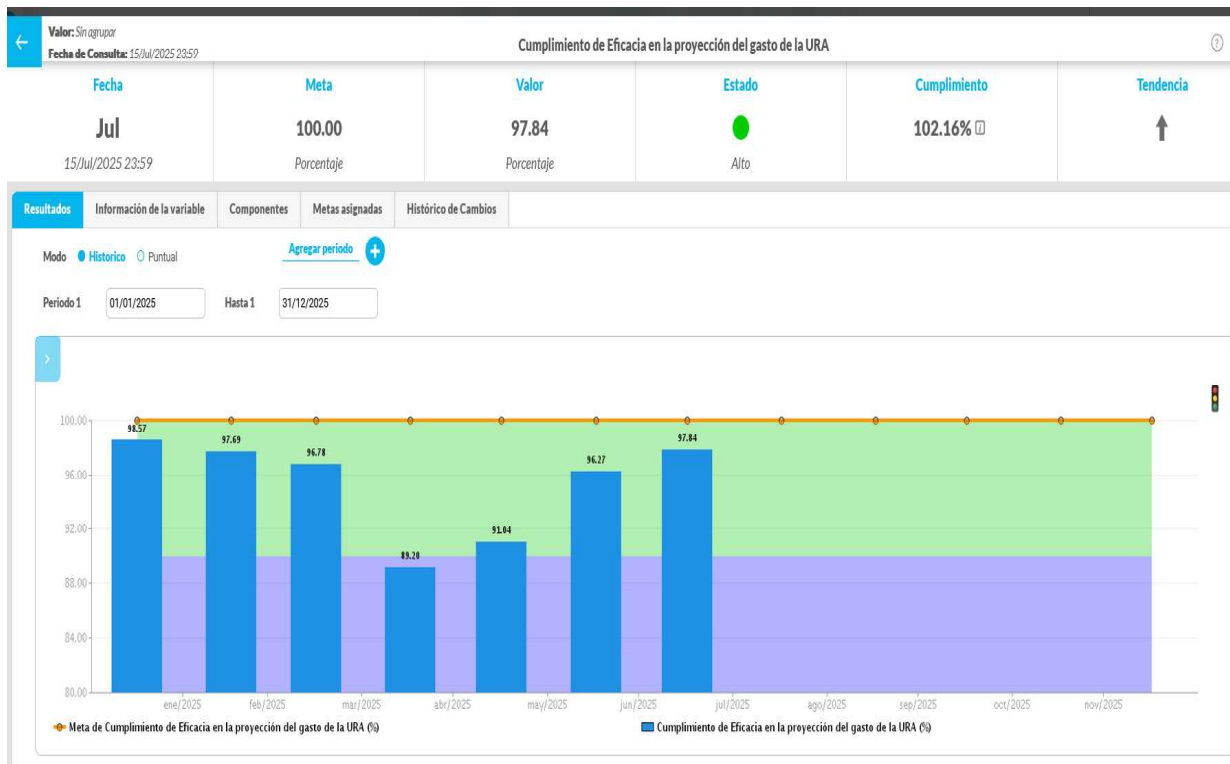 Valor: Sin agrupar
Fecha de Consulta: 15/Jul/2025 23:59
Cumplimiento de Eficacia en la proyección del gasto de la URA
?
Fecha Meta Valor Estado Cumplimiento Tendencia
Jul 100.00 97.84 102.16%
15/Jul/2025 23:59 Porcentaje Porcentaje Alto
Resultados Información de la variable Componentes Metas asignadas Histórico de Cambios
Modo Historico Puntual Agregar periodo +
Periodo 1 01/01/2025 Hasta 1 31/12/2025
100.00
98.57 97.69 96.78 89.20 91.04 96.27 97.84
96.00
92.00
88.00
84.00
80.00
ene/2025 feb/2025 mar/2025 abr/2025 may/2025 jun/2025 jul/2025 ago/2025 sep/2025 oct/2025 nov/2025
Meta de Cumplimiento de Eficacia en la proyección del gasto de la URA (%) Cumplimiento de Eficacia en la proyección del gasto de la URA (%)